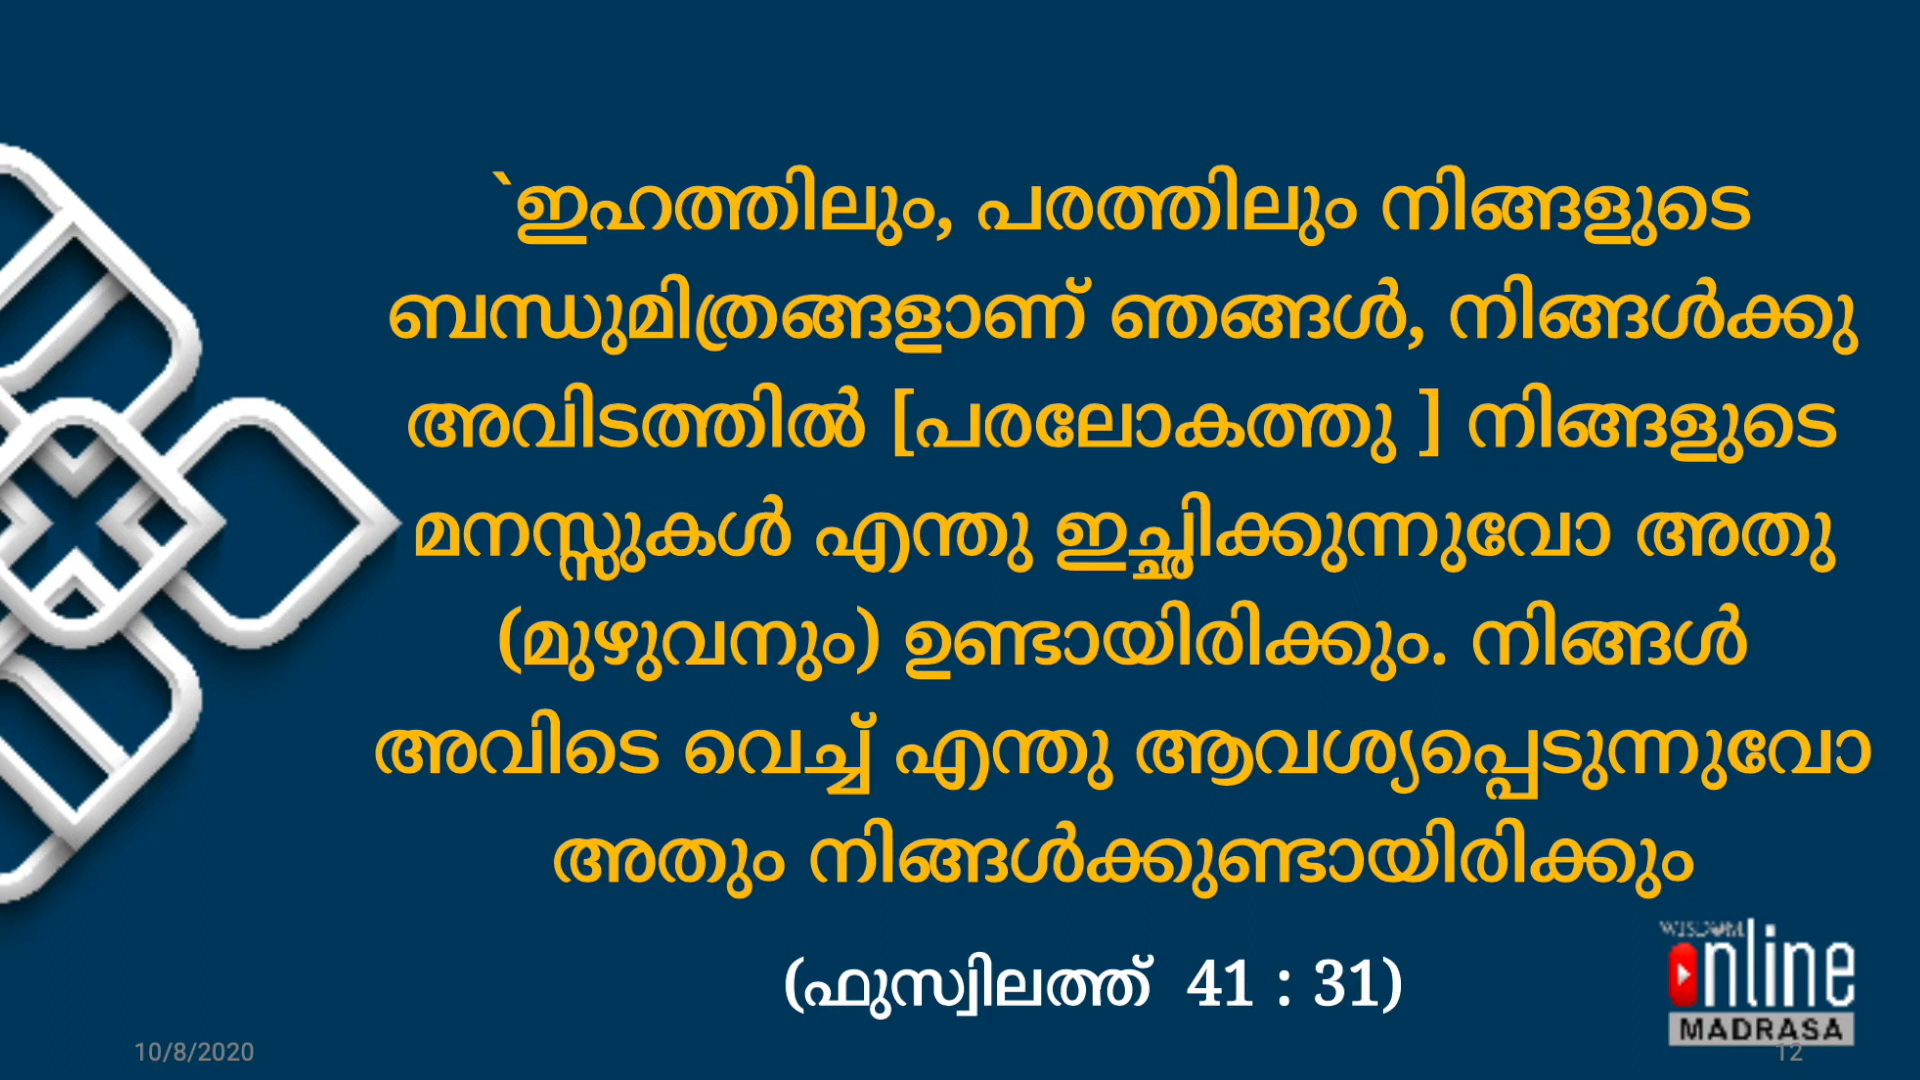 `ഇഹത്തിലും, പരത്തിലും നിങ്ങളുടെ
ബന്ധുമിത്രങ്ങളാണ് ഞങ്ങൾ, നിങ്ങൾക്കു
അവിടത്തിൽ [പരലോകത്തു ] നിങ്ങളുടെ
മനസ്സുകൾ എന്തു ഇച്ഛിക്കുന്നുവോ അതു
(മുഴുവനും) ഉണ്ടായിരിക്കും. നിങ്ങൾ
അവിടെ വെച്ച് എന്തു ആവശ്യപ്പെടുന്നുവോ
അതും നിങ്ങൾക്കുണ്ടായിരിക്കും
(ഫുസ്വിലത്ത് 41 : 31)
WISDOM
Online
MADRASA
10/8/2020
12